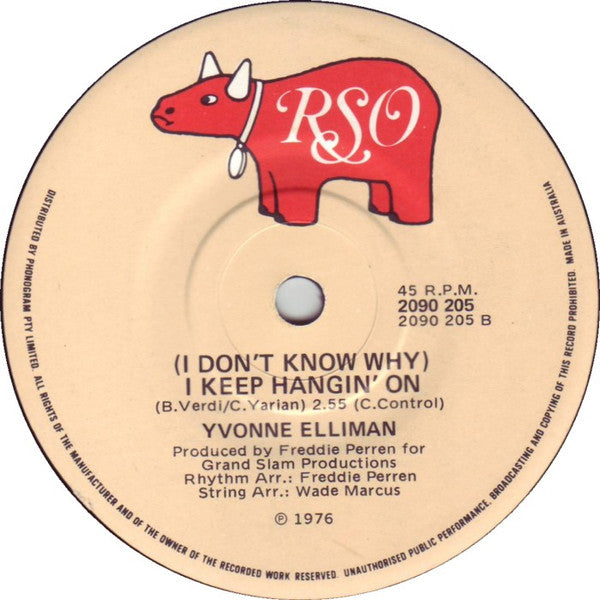 RSO
45 R.P.M.
2090 205
2090 205 B
(I DON'T KNOW WHY)
I KEEP HANGIN' ON
(B.Verdi/C.Yarian) 2.55 (C.Control)
YVONNE ELLIMAN
Produced by Freddie Perren for
Grand Slam Productions
Rhythm Arr.: Freddie Perren
String Arr.: Wade Marcus
℗ 1976
DISTRIBUTED BY PHONOGRAM PTY LIMITED. ALL RIGHTS OF THE MANUFACTURER AND OF THE OWNER OF THE RECORDED WORK RESERVED. UNAUTHORISED PUBLIC PERFORMANCE, BROADCASTING AND COPYING OF THIS RECORD PROHIBITED. MADE IN AUSTRALIA